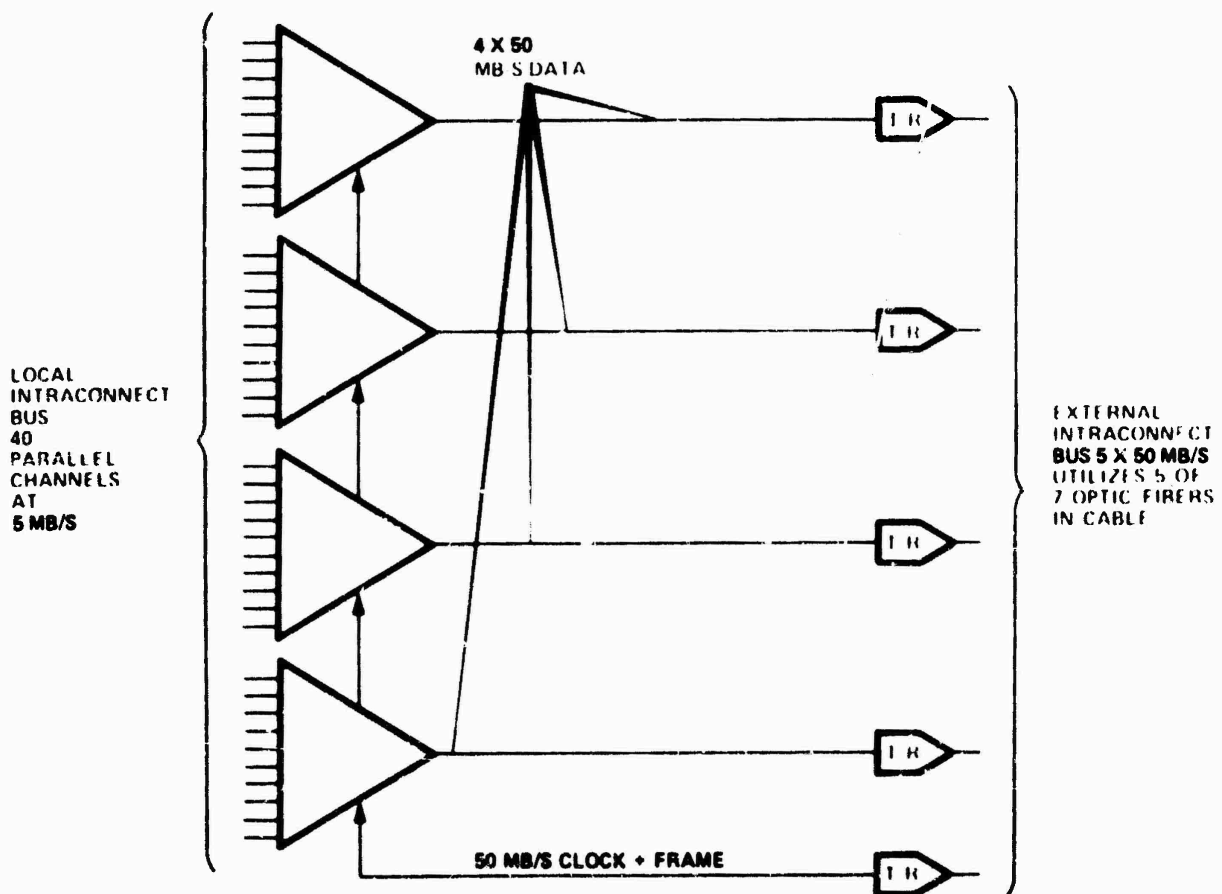 4 X 50
MB S DATA
T R
T R
LOCAL
INTRACONNECT
BUS
40
PARALLEL
CHANNELS
AT
5 MB/S
EXTERNAL
INTRACONNECT
BUS 5 X 50 MB/S
UTILIZES 5 OF
7 OPTIC FIBERS
IN CABLE
T R
T R
50 MB/S CLOCK + FRAME
T R